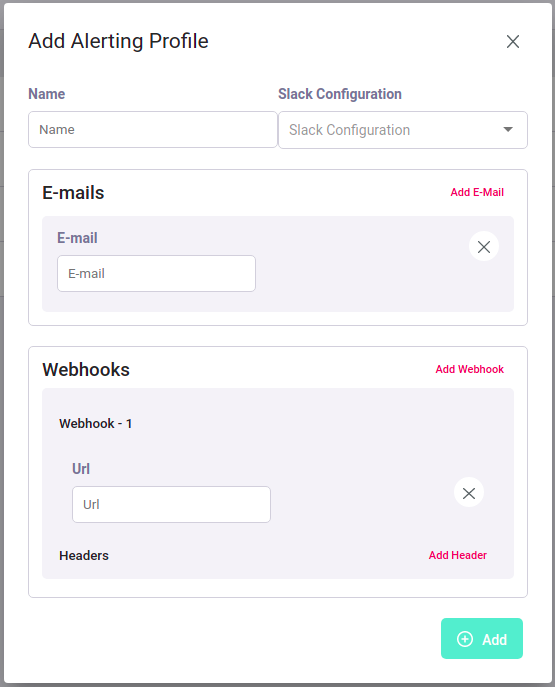 Add Alerting Profile
Name Slack Configuration
Name Slack Configuration
E-mails Add E-Mail
E-mail
E-mail
Webhooks Add Webhook
Webhook - 1
Url
Url
Headers Add Header
Add